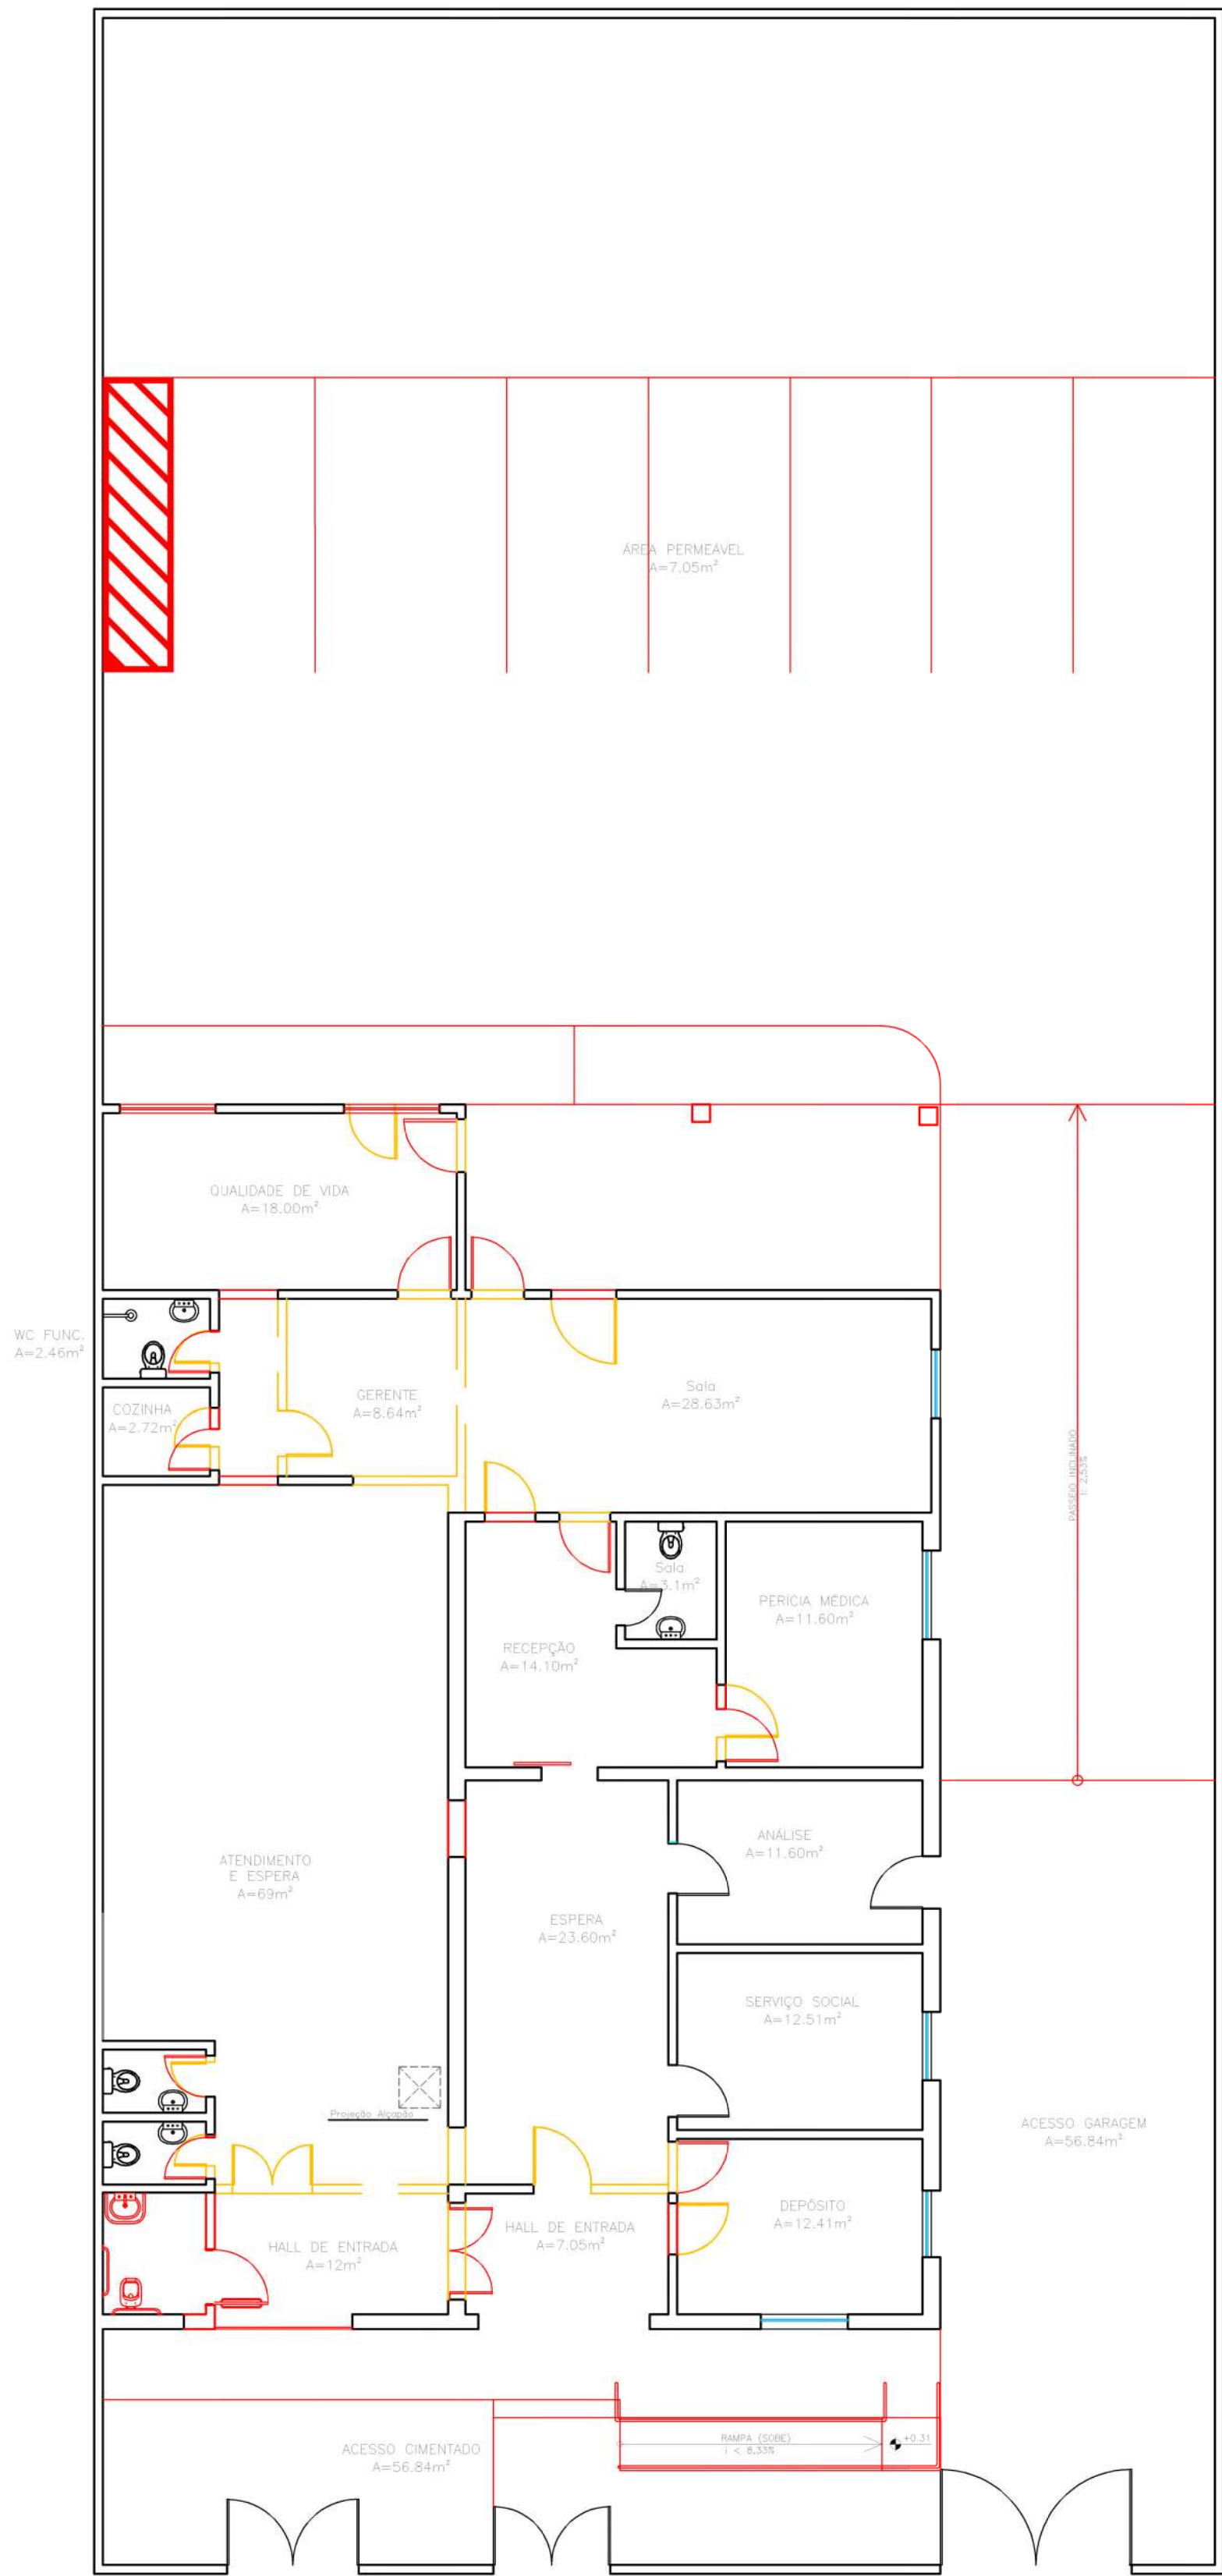 ÁREA PERMEÁVEL
A=7.05m²
QUALIDADE DE VIDA
A=18.00m²
WC FUNC.
A=2.46m²
COZINHA
A=2.72m²
GERENTE
A=8.64m²
Sala
A=28.63m²
PASSEIO INCLINADO
i: 2,53%
Sala
A=3.1m²
PERÍCIA MÉDICA
A=11.60m²
RECEPÇÃO
A=14.10m²
ANÁLISE
A=11.60m²
ATENDIMENTO
E ESPERA
A=69m²
ESPERA
A=23.60m²
SERVIÇO SOCIAL
A=12.51m²
Projeção Alçapão
ACESSO GARAGEM
A=56.84m²
DEPÓSITO
A=12.41m²
HALL DE ENTRADA
A=7.05m²
HALL DE ENTRADA
A=12m²
RAMPA (SOBE)
i < 8,33%
+0.31
ACESSO CIMENTADO
A=56.84m²